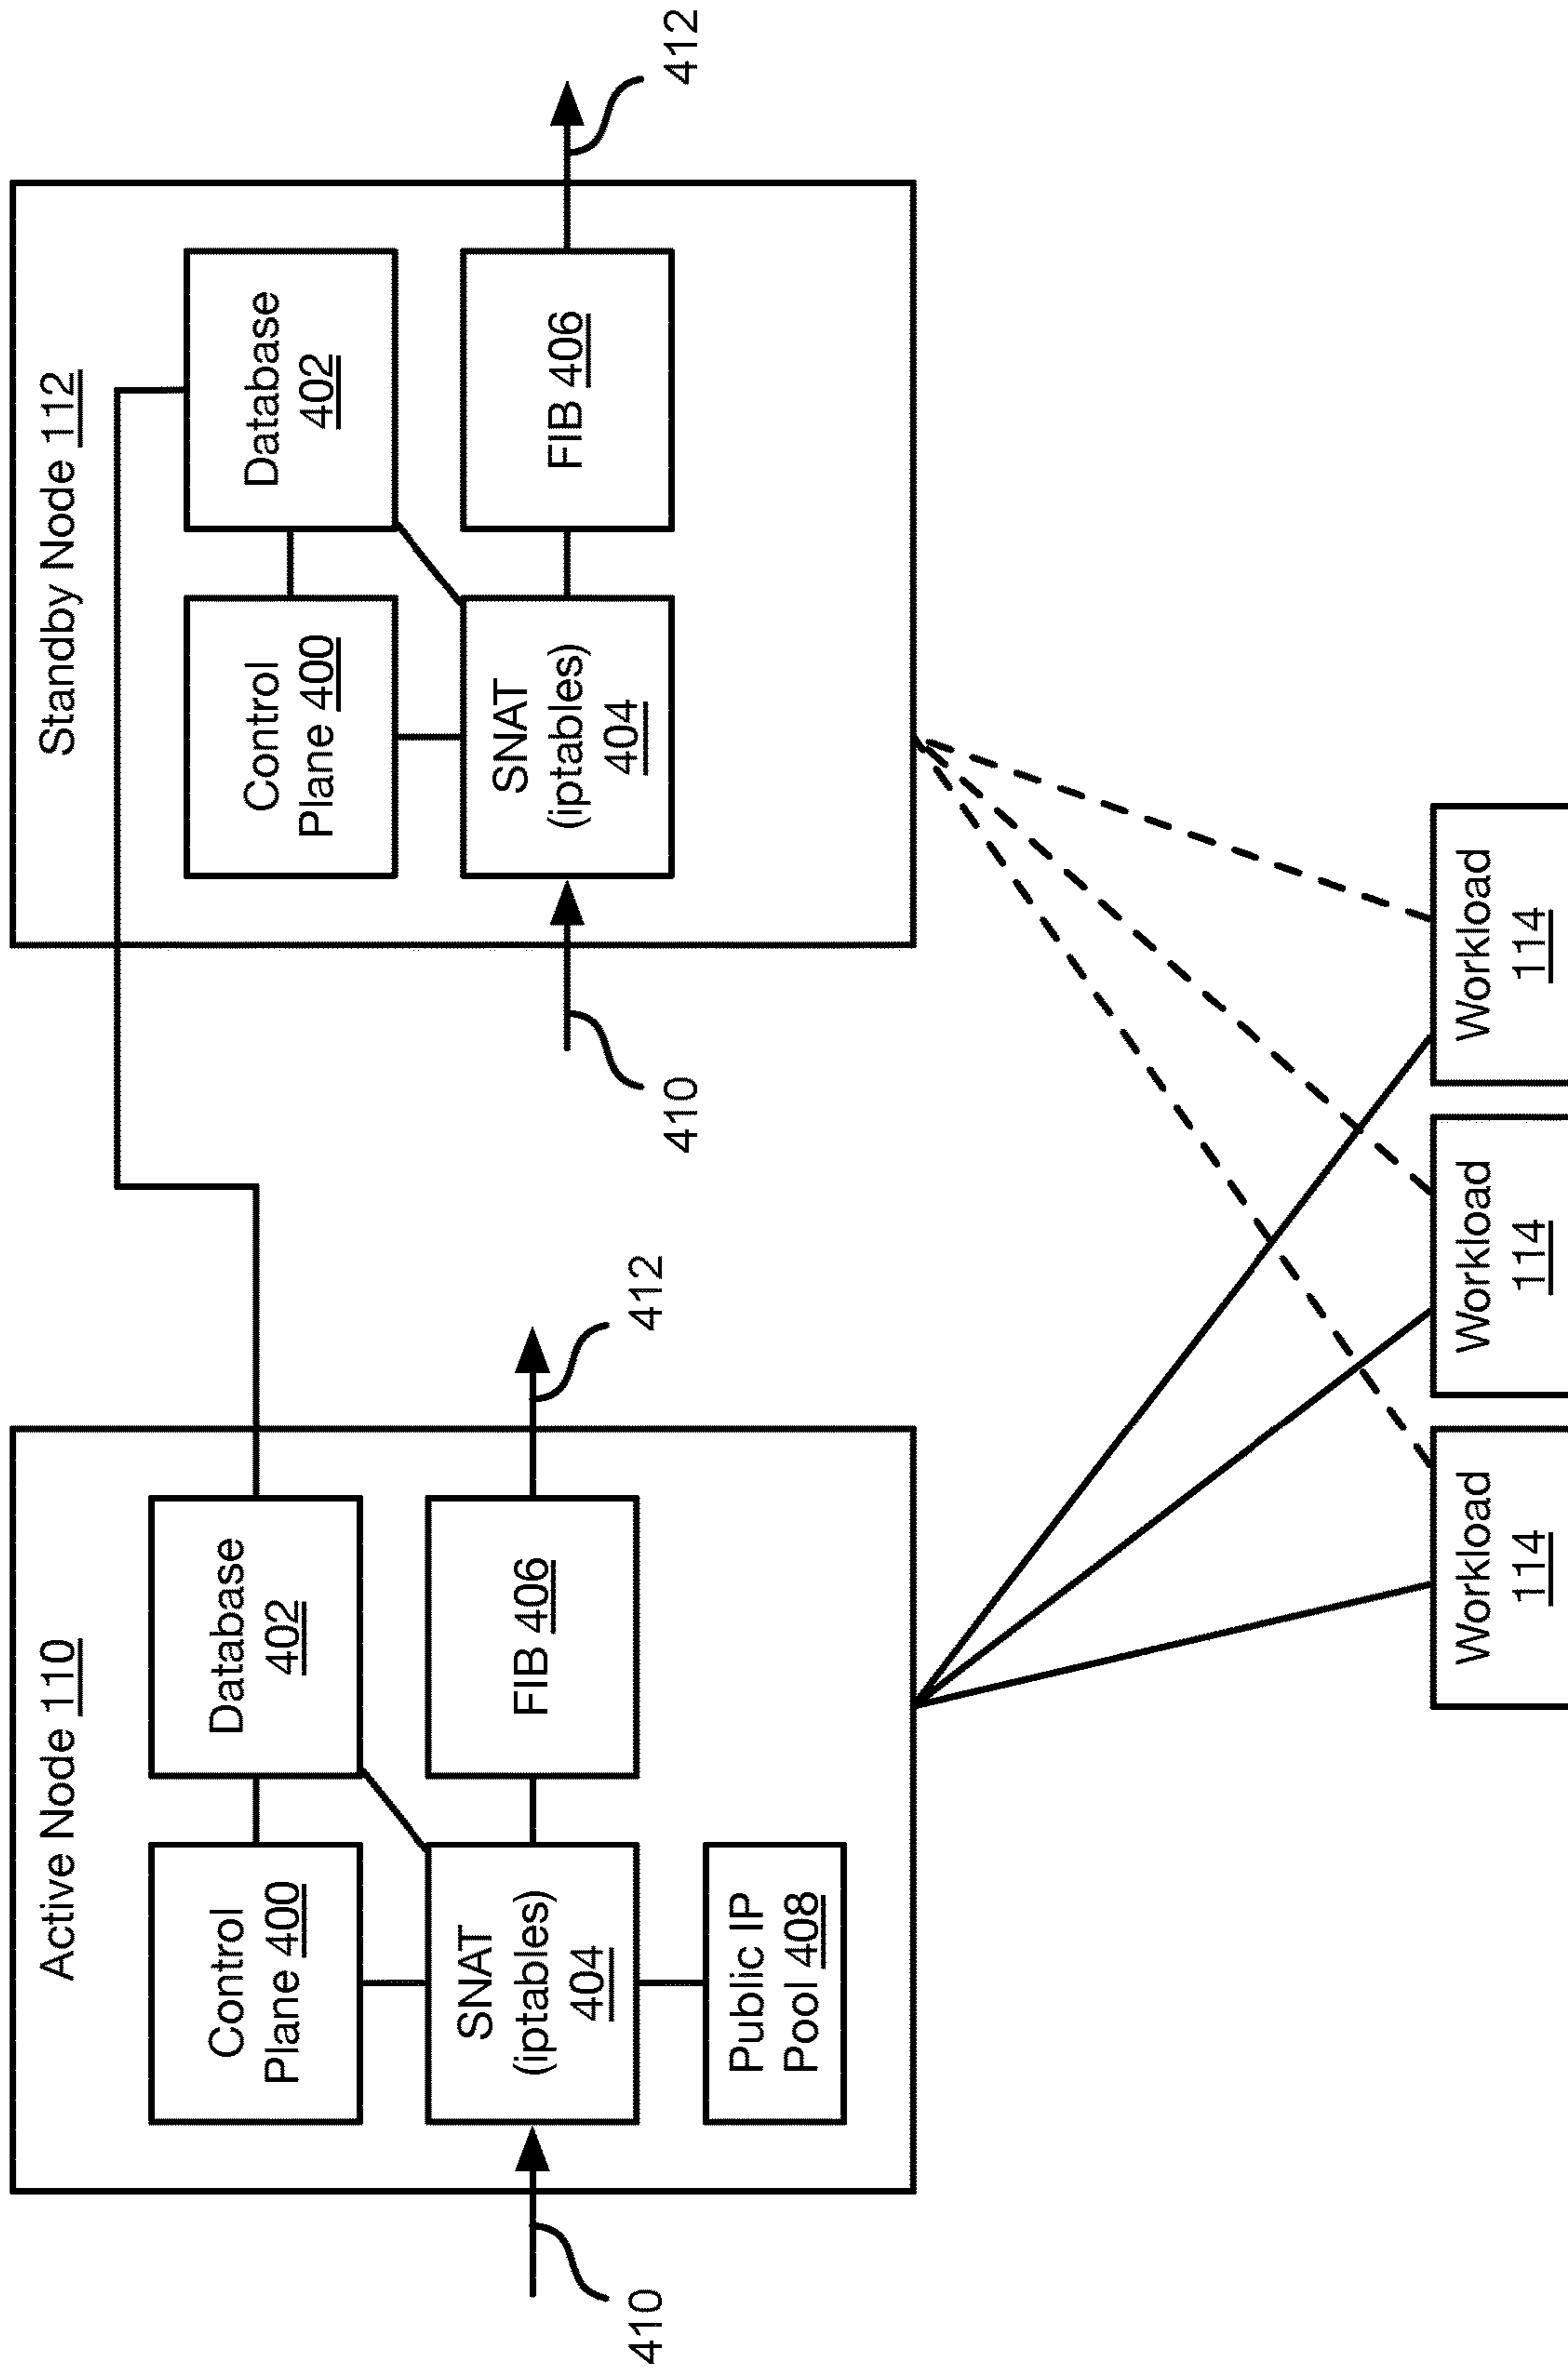 Active Node 110
Control
Plane 400
Database
402
SNAT
(iptables)
404
FIB 406
Public IP
Pool 408
410
412
Standby Node 112
Control
Plane 400
Database
402
SNAT
(iptables)
404
FIB 406
410
412
Workload
114
Workload
114
Workload
114